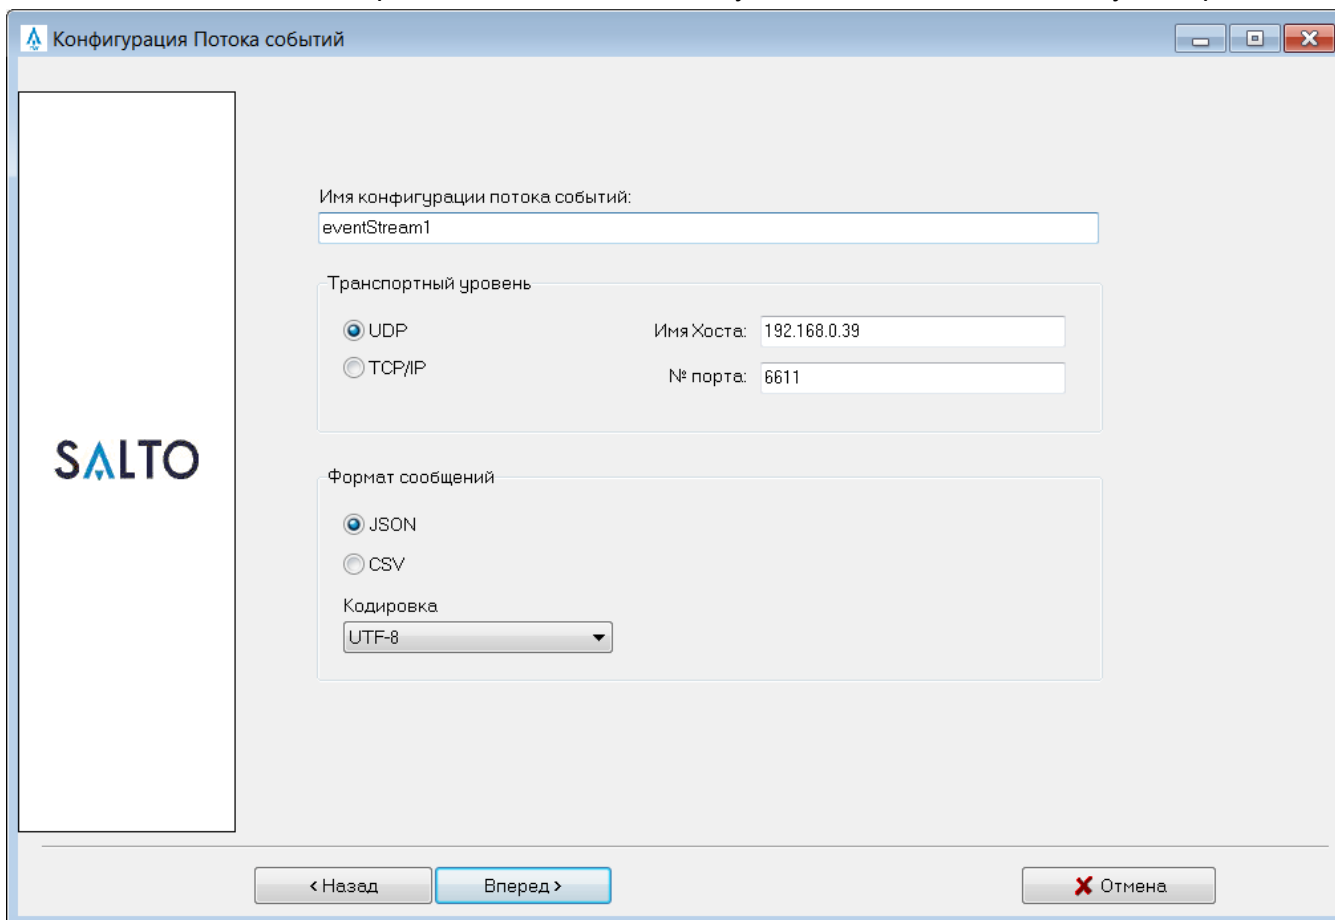 Конфигурация Потока событий
Имя конфигурации потока событий:
eventStream1
Транспортный уровень
UDP
Имя Хоста: 192.168.0.39
TCP/IP
№ порта: 6611
SALTO
Формат сообщений
JSON
CSV
Кодировка
UTF-8
< Назад
Вперед >
Отмена